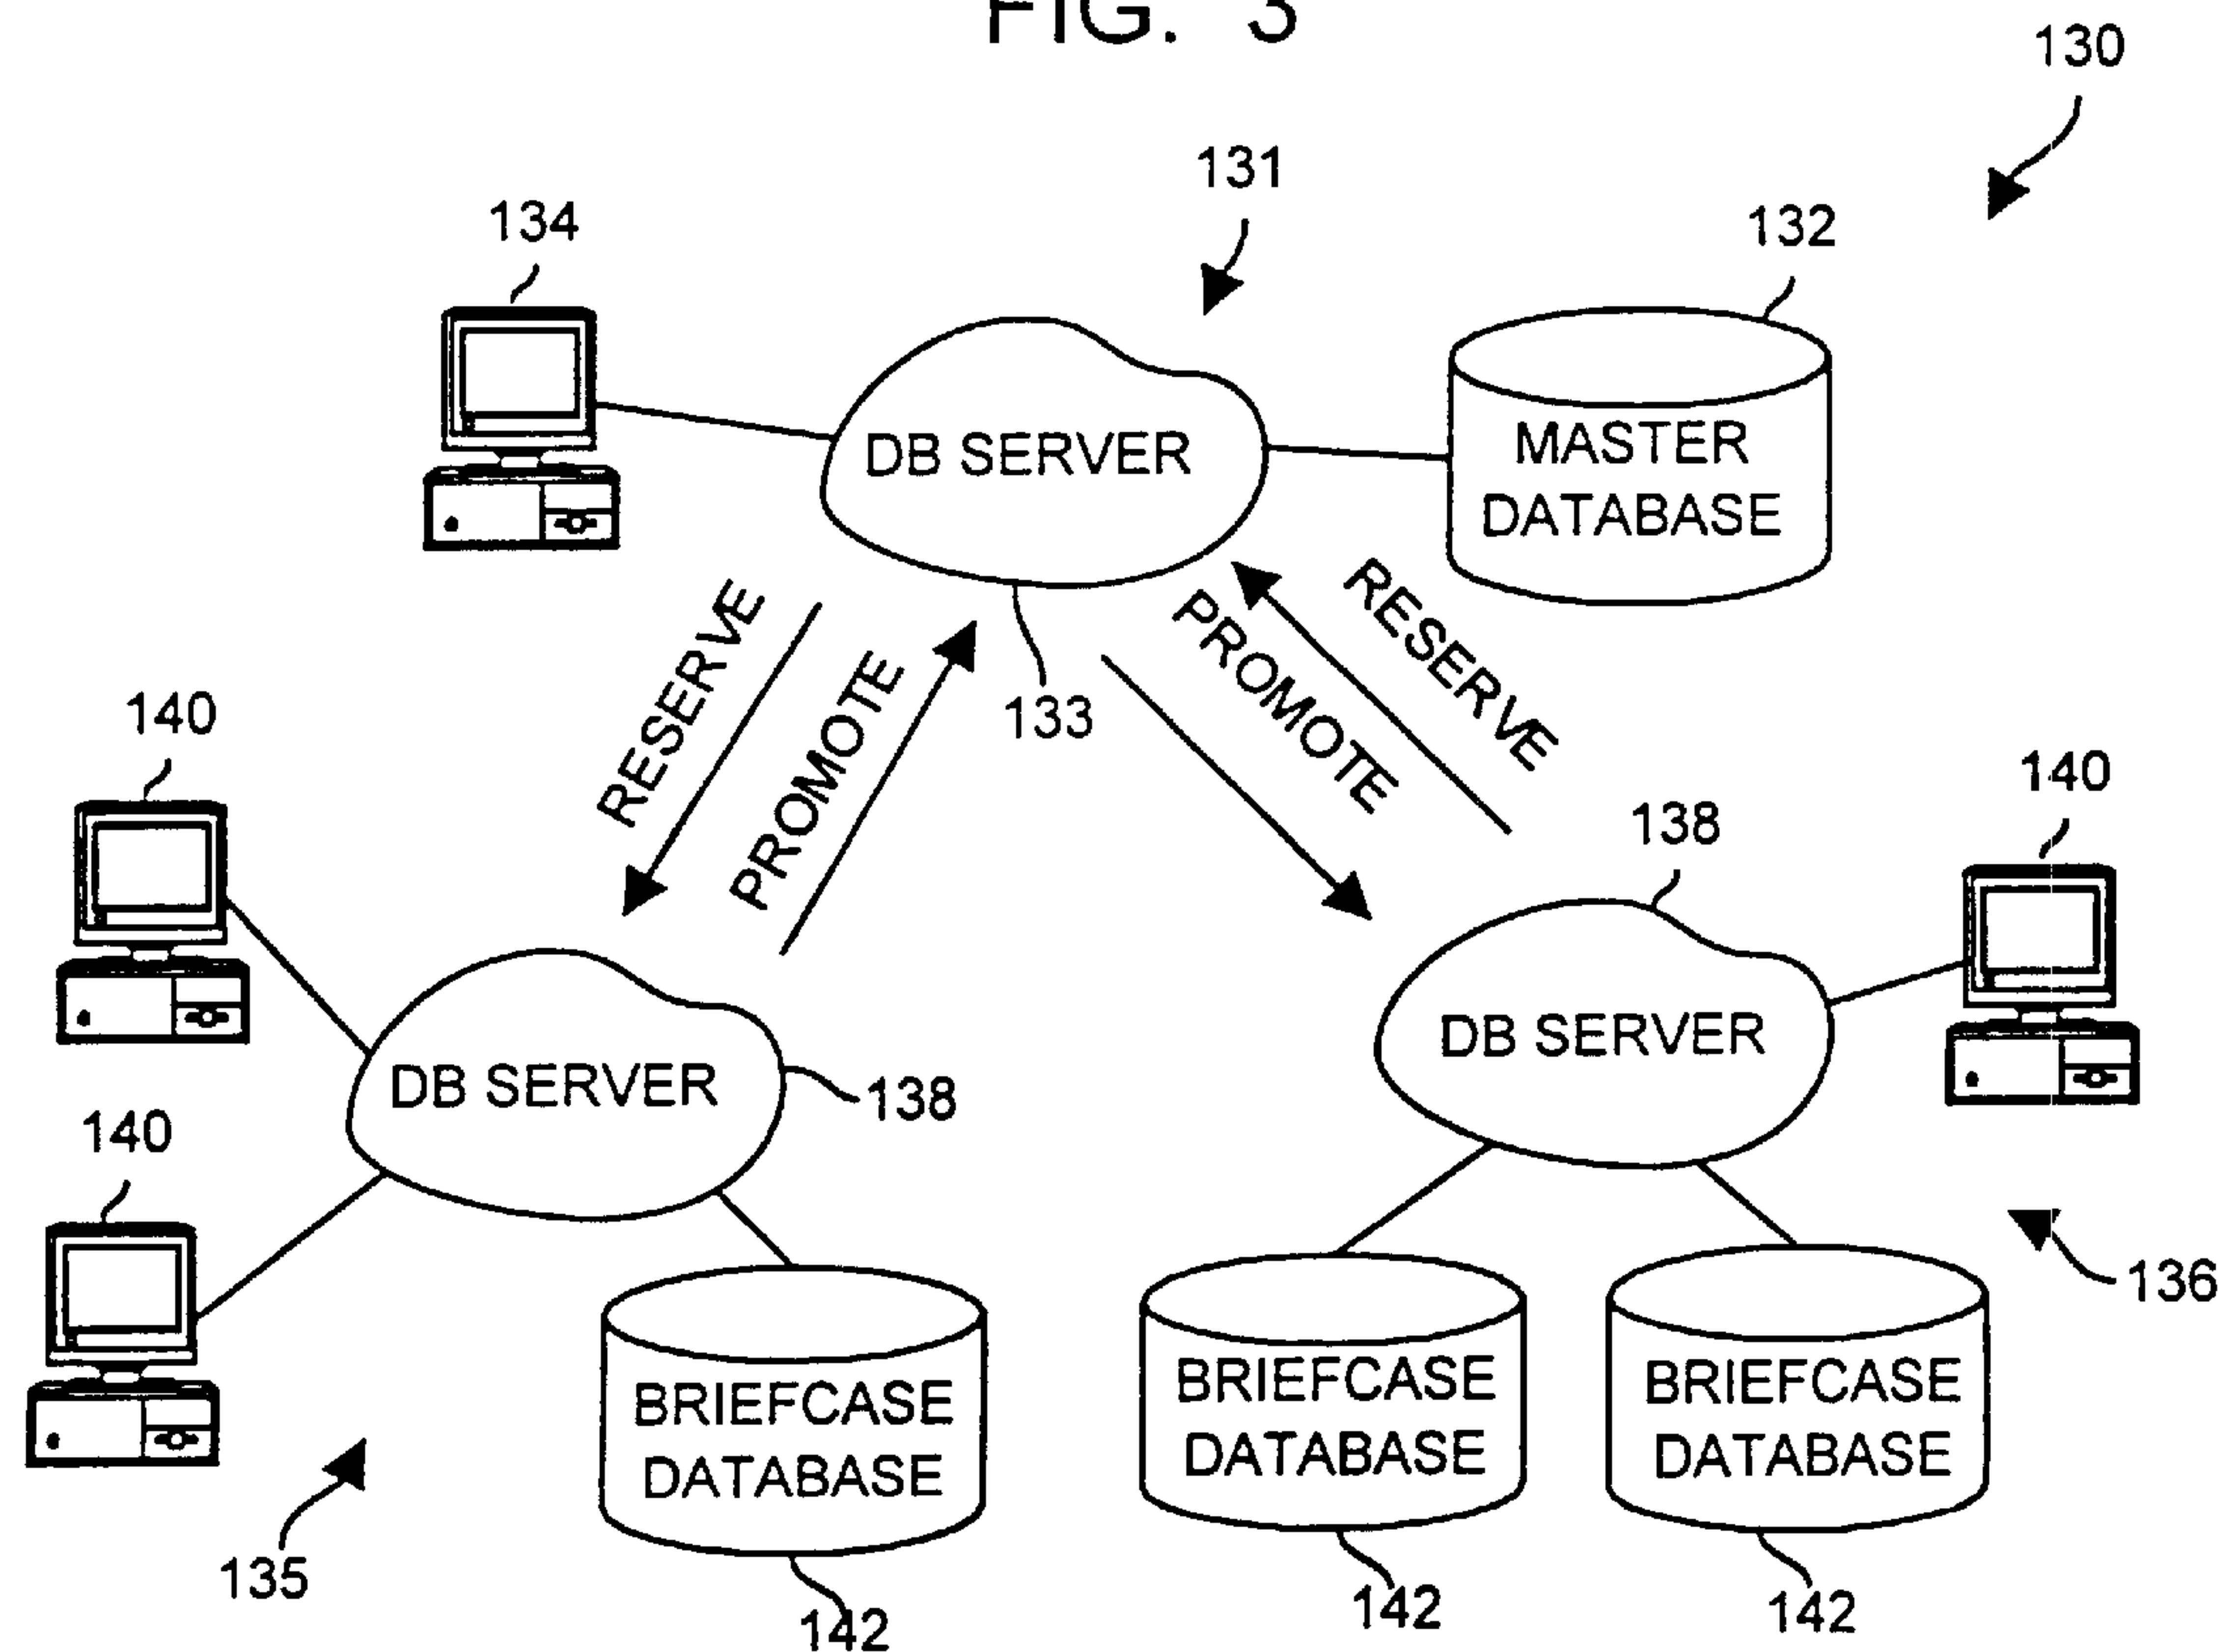 FIG. 3
130
131
134
132
DB SERVER
MASTER
DATABASE
RESERVE
PROMOTE
133
PROMOTE
RESERVE
140
140
138
DB SERVER
DB SERVER
138
140
136
BRIEFCASE
DATABASE
BRIEFCASE
DATABASE
BRIEFCASE
DATABASE
135
142
142
142